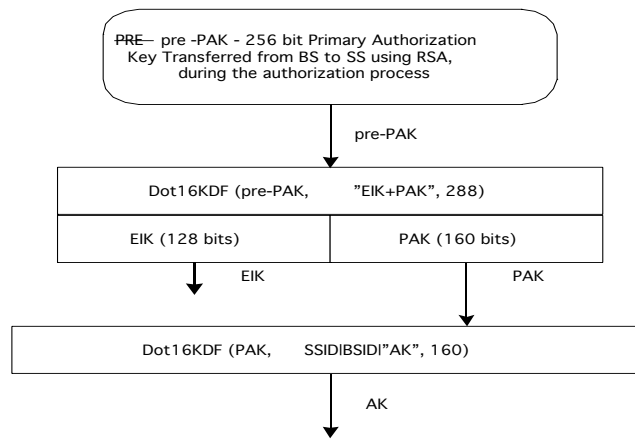 PRE– pre -PAK - 256 bit Primary Authorization
Key Transferred from BS to SS using RSA,
during the authorization process
pre-PAK
Dot16KDF (pre-PAK, ”EIK+PAK”, 288)
EIK (128 bits) PAK (160 bits)
EIK PAK
Dot16KDF (PAK, SSID|BSID|”AK”, 160)
AK